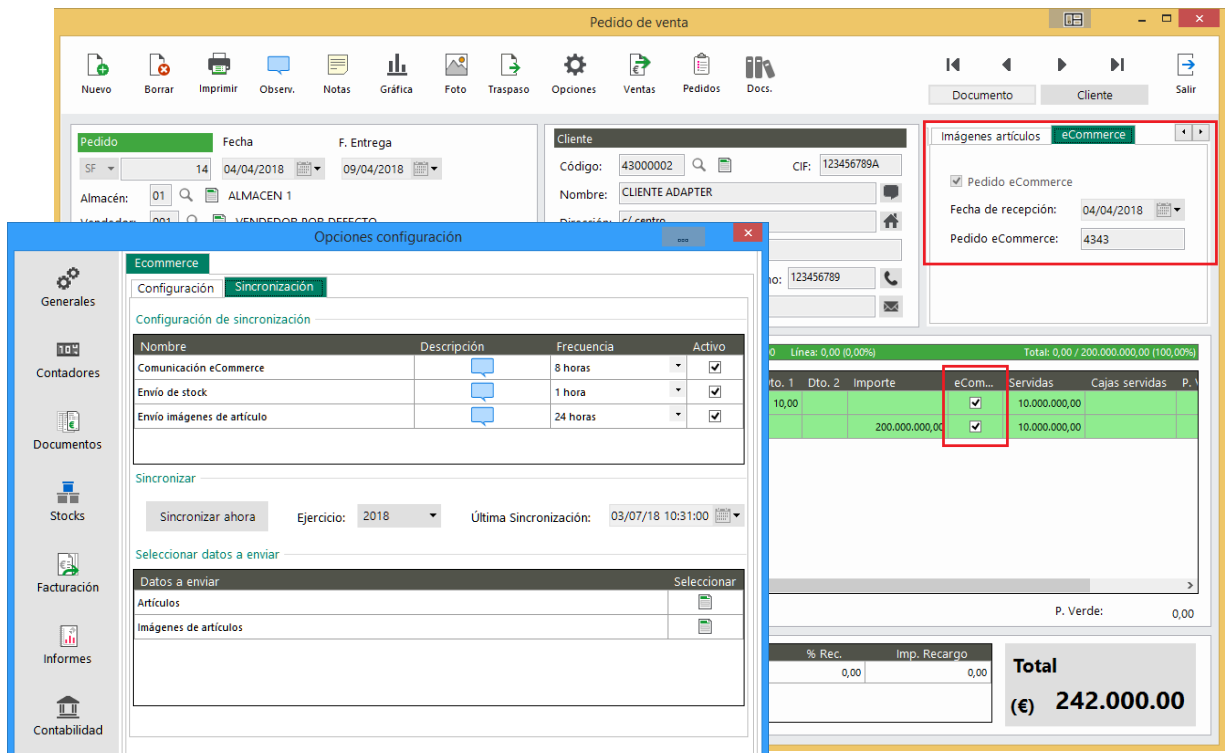 Pedido de venta
Nuevo Borrar Imprimir Observ. Notas Gráfica Foto Traspaso Opciones Ventas Pedidos Docs. Documento Cliente Salir
Pedido Fecha F. Entrega
SF 14 04/04/2018 09/04/2018
Almacén: 01 ALMACEN 1
Cliente
Código: 43000002 CIF: 123456789A
Nombre: CLIENTE ADAPTER
123456789
Imágenes artículos eCommerce
Pedido eCommerce
Fecha de recepción: 04/04/2018
Pedido eCommerce: 4343
Opciones configuración
Generales
Contadores
Documentos
Stocks
Facturación
Informes
Contabilidad
Ecommerce
Configuración Sincronización
Configuración de sincronización
Nombre Descripción Frecuencia Activo
Comunicación eCommerce 8 horas
Envío de stock 1 hora
Envío imágenes de artículo 24 horas
Sincronizar
Sincronizar ahora Ejercicio: 2018 Última Sincronización: 03/07/18 10:31:00
Seleccionar datos a enviar
Datos a enviar Seleccionar
Artículos
Imágenes de artículos
Línea: 0,00 (0,00%) Total: 0,00 / 200.000.000,00 (100,00%)
Dto. 1 Dto. 2 Importe eCom... Servidas Cajas servidas P.
10,00 10.000.000,00
200.000.000,00 10.000.000,00
P. Verde: 0,00
% Rec. Imp. Recargo
0,00 0,00
Total
(€) 242.000.00